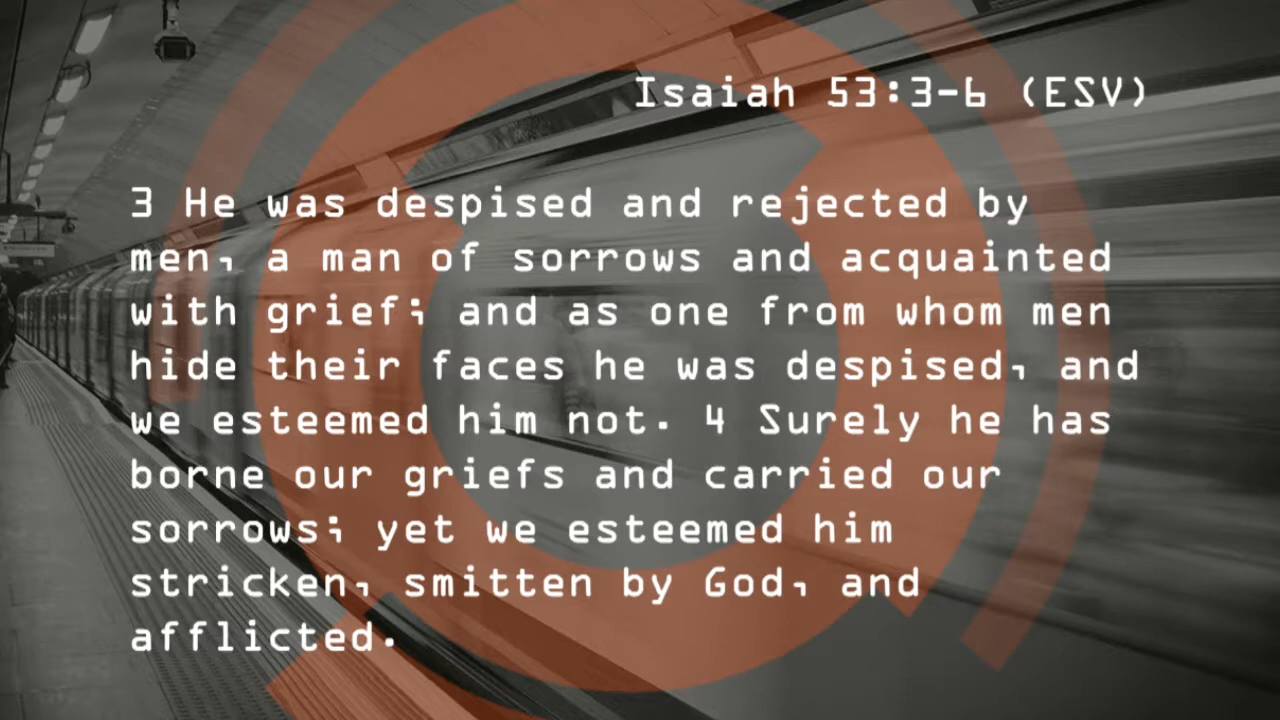 Isaiah 53:3-6 (ESV)
3 He was despised and rejected by
men, a man of sorrows and acquainted
with grief; and as one from whom men
hide their faces he was despised, and
we esteemed him not. 4 Surely he has
borne our griefs and carried our
sorrows; yet we esteemed him
stricken, smitten by God, and
afflicted.